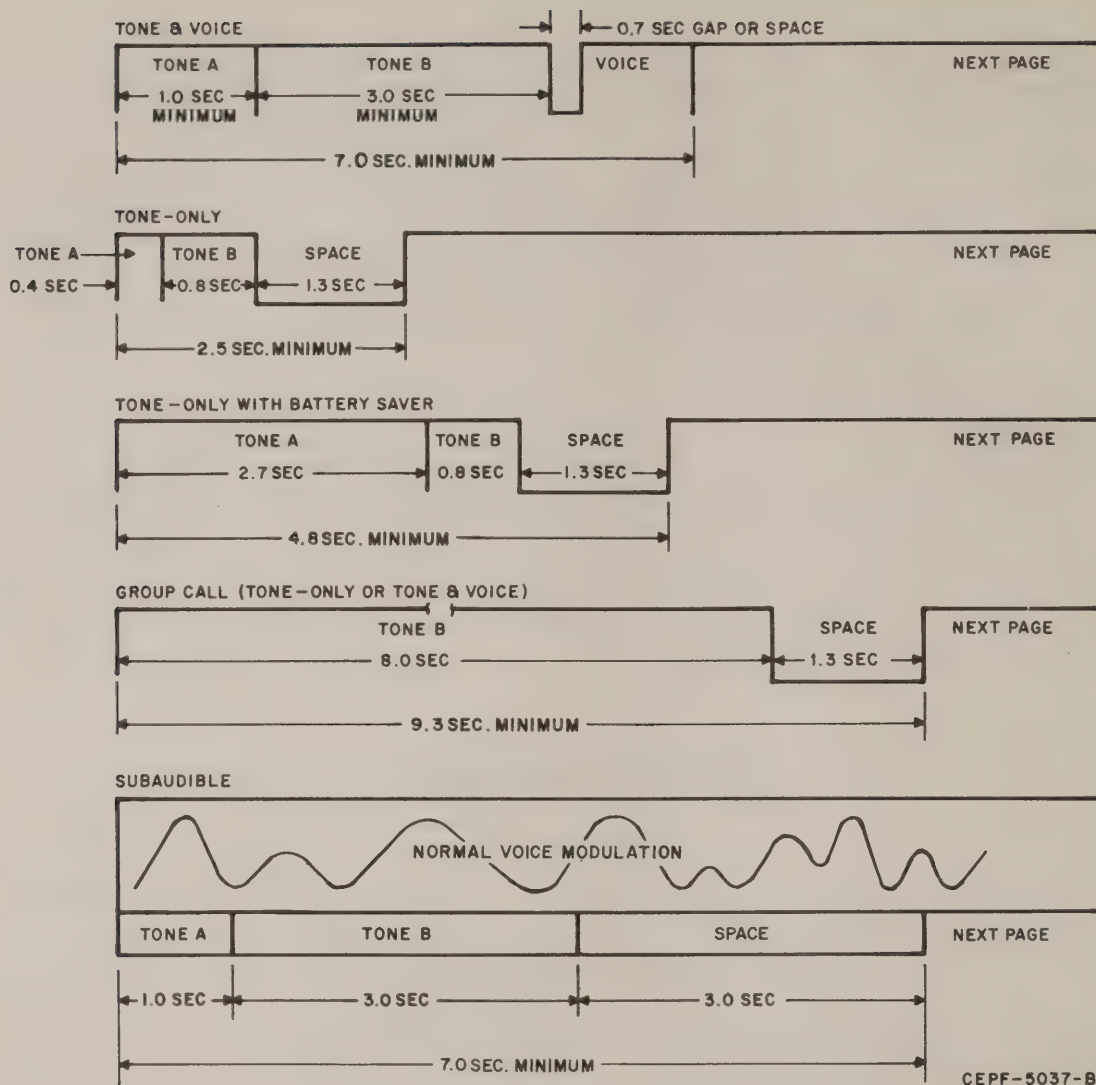 TONE & VOICE
0.7 SEC GAP OR SPACE
TONE A
TONE B
VOICE
NEXT PAGE
1.0 SEC
MINIMUM
3.0 SEC
MINIMUM
7.0 SEC. MINIMUM
TONE-ONLY
TONE A
TONE B
SPACE
NEXT PAGE
0.4 SEC
0.8 SEC
1.3 SEC
2.5 SEC. MINIMUM
TONE-ONLY WITH BATTERY SAVER
TONE A
TONE B
SPACE
NEXT PAGE
2.7 SEC
0.8 SEC
1.3 SEC
4.8 SEC. MINIMUM
GROUP CALL (TONE-ONLY OR TONE & VOICE)
TONE B
SPACE
NEXT PAGE
8.0 SEC
1.3 SEC
9.3 SEC. MINIMUM
SUBAUDIBLE
NORMAL VOICE MODULATION
TONE A
TONE B
SPACE
NEXT PAGE
1.0 SEC
3.0 SEC
3.0 SEC
7.0 SEC. MINIMUM
CEPF-5037-B